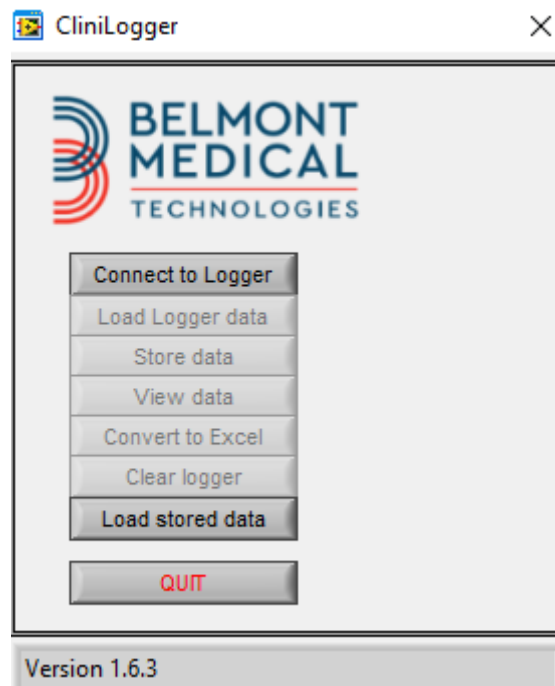 CliniLogger
BELMONT
MEDICAL
TECHNOLOGIES
Connect to Logger
Load Logger data
Store data
View data
Convert to Excel
Clear logger
Load stored data
QUIT
Version 1.6.3